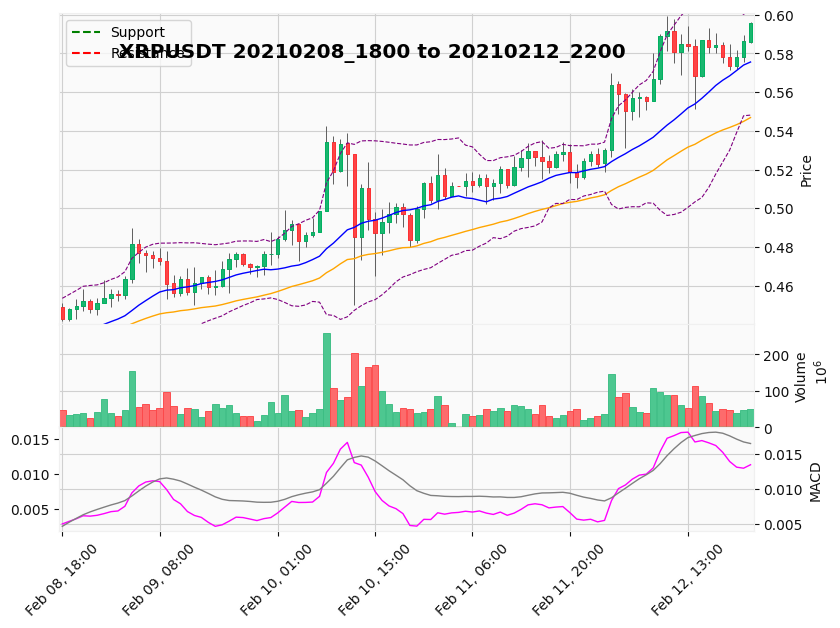 XRPUSDT 20210208_1800 to 20210212_2200
Support
Resistance
0.60
0.58
0.56
0.54
0.52
0.50
0.48
0.46
Price
200
100
0
Volume
10^6
0.015
0.010
0.005
0.015
0.010
0.005
MACD
Feb 08, 18:00
Feb 09, 08:00
Feb 10, 01:00
Feb 10, 15:00
Feb 11, 06:00
Feb 11, 20:00
Feb 12, 13:00